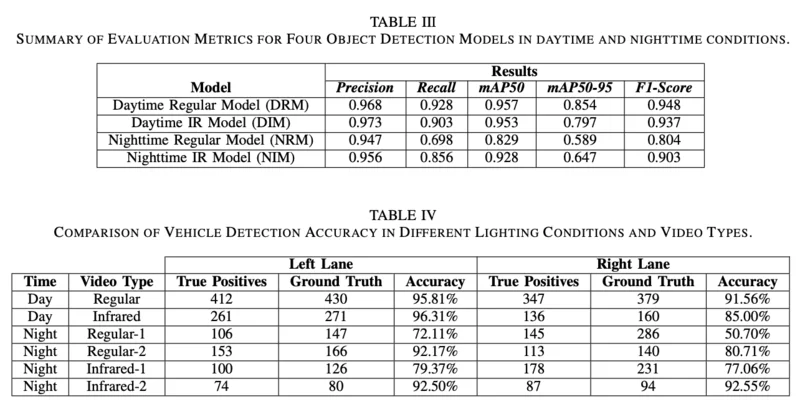 TABLE III
SUMMARY OF EVALUATION METRICS FOR FOUR OBJECT DETECTION MODELS IN DAYTIME AND NIGHTTIME CONDITIONS.
Model Results
Precision Recall mAP50 mAP50-95 F1-Score
Daytime Regular Model (DRM) 0.968 0.928 0.957 0.854 0.948
Daytime IR Model (DIM) 0.973 0.903 0.953 0.797 0.937
Nighttime Regular Model (NRM) 0.947 0.698 0.829 0.589 0.804
Nighttime IR Model (NIM) 0.956 0.856 0.928 0.647 0.903
TABLE IV
COMPARISON OF VEHICLE DETECTION ACCURACY IN DIFFERENT LIGHTING CONDITIONS AND VIDEO TYPES.
Left Lane Right Lane
Time Video Type True Positives Ground Truth Accuracy True Positives Ground Truth Accuracy
Day Regular 412 430 95.81% 347 379 91.56%
Day Infrared 261 271 96.31% 136 160 85.00%
Night Regular-1 106 147 72.11% 145 286 50.70%
Night Regular-2 153 166 92.17% 113 140 80.71%
Night Infrared-1 100 126 79.37% 178 231 77.06%
Night Infrared-2 74 80 92.50% 87 94 92.55%